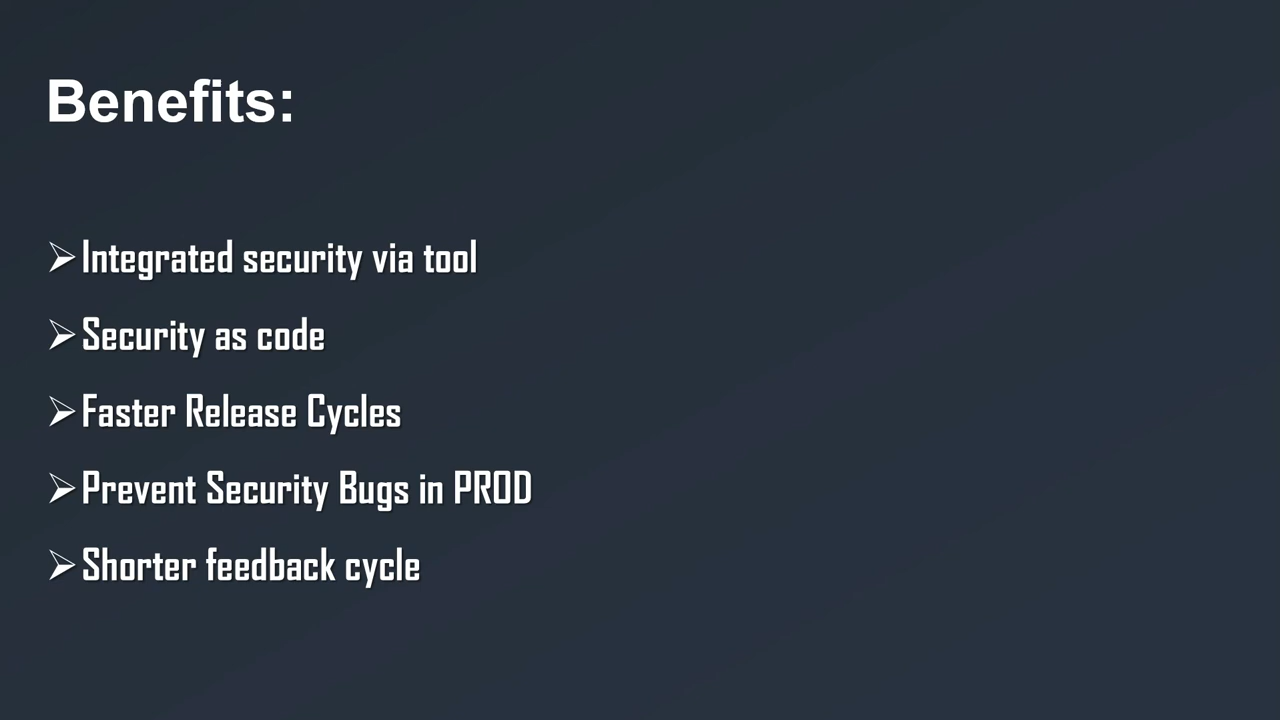 Benefits:
➢Integrated security via tool
➢Security as code
➢Faster Release Cycles
➢Prevent Security Bugs in PROD
➢Shorter feedback cycle